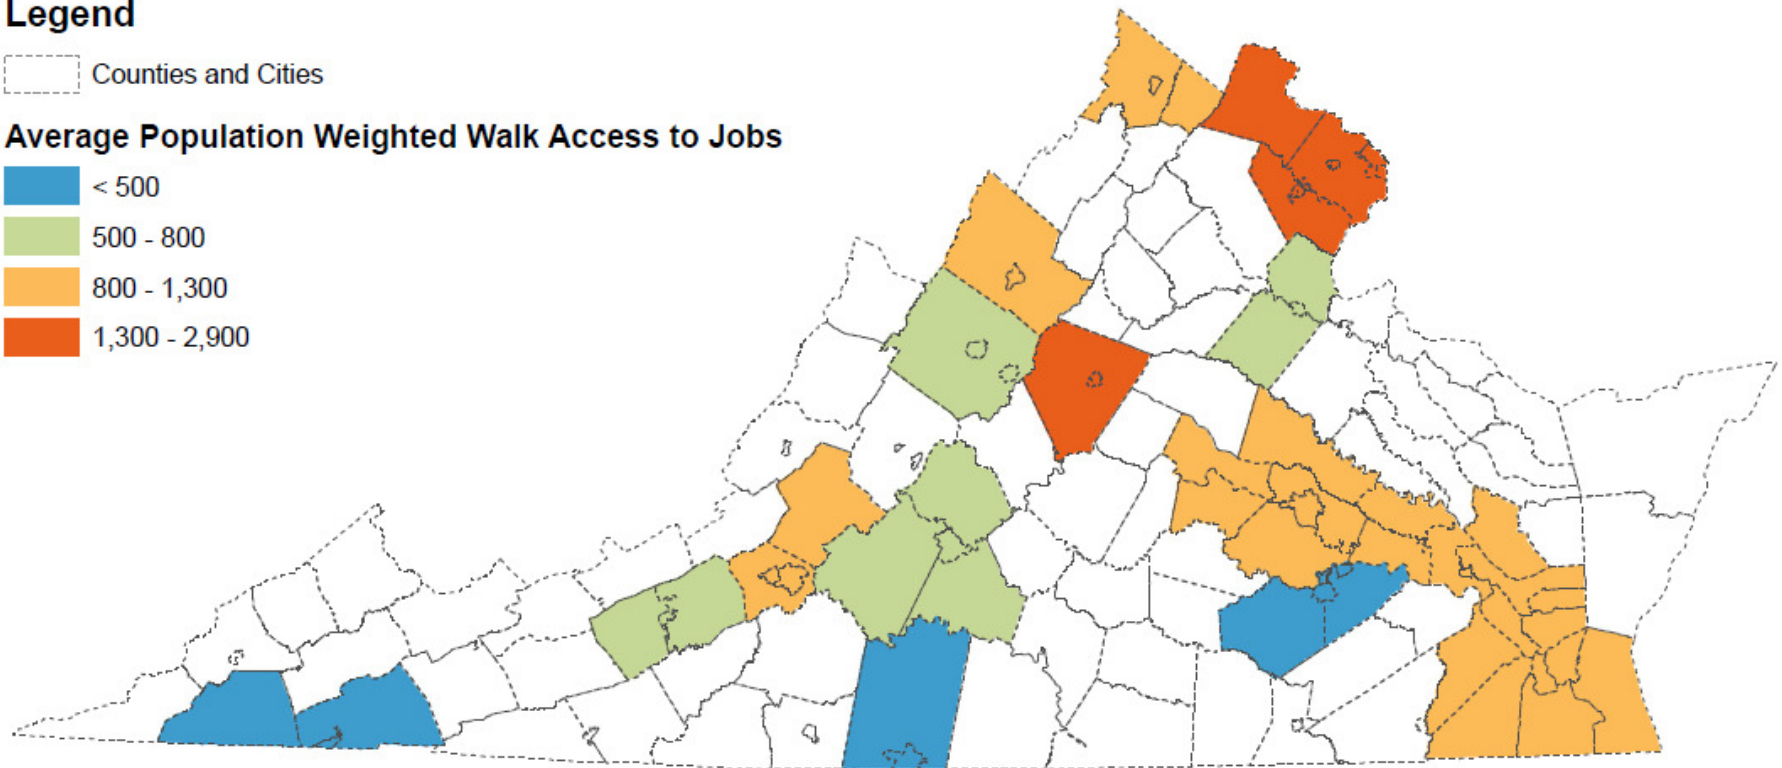 Legend
Counties and Cities
Average Population Weighted Walk Access to Jobs
< 500
500 - 800
800 - 1,300
1,300 - 2,900